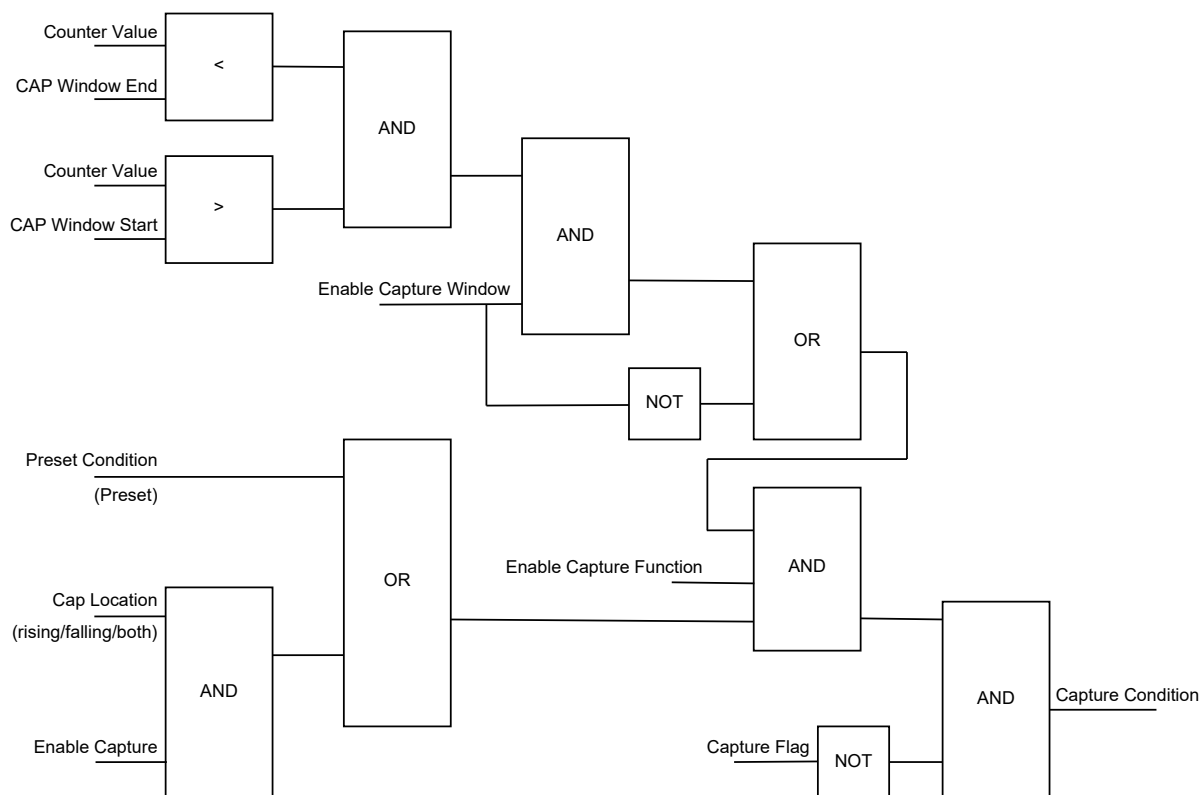 Counter Value
<
CAP Window End
AND
Counter Value
>
CAP Window Start
AND
Enable Capture Window
OR
NOT
Preset Condition
(Preset)
OR
Enable Capture Function
AND
Cap Location
(rising/falling/both)
AND
AND
Capture Condition
Enable Capture
Capture Flag
NOT